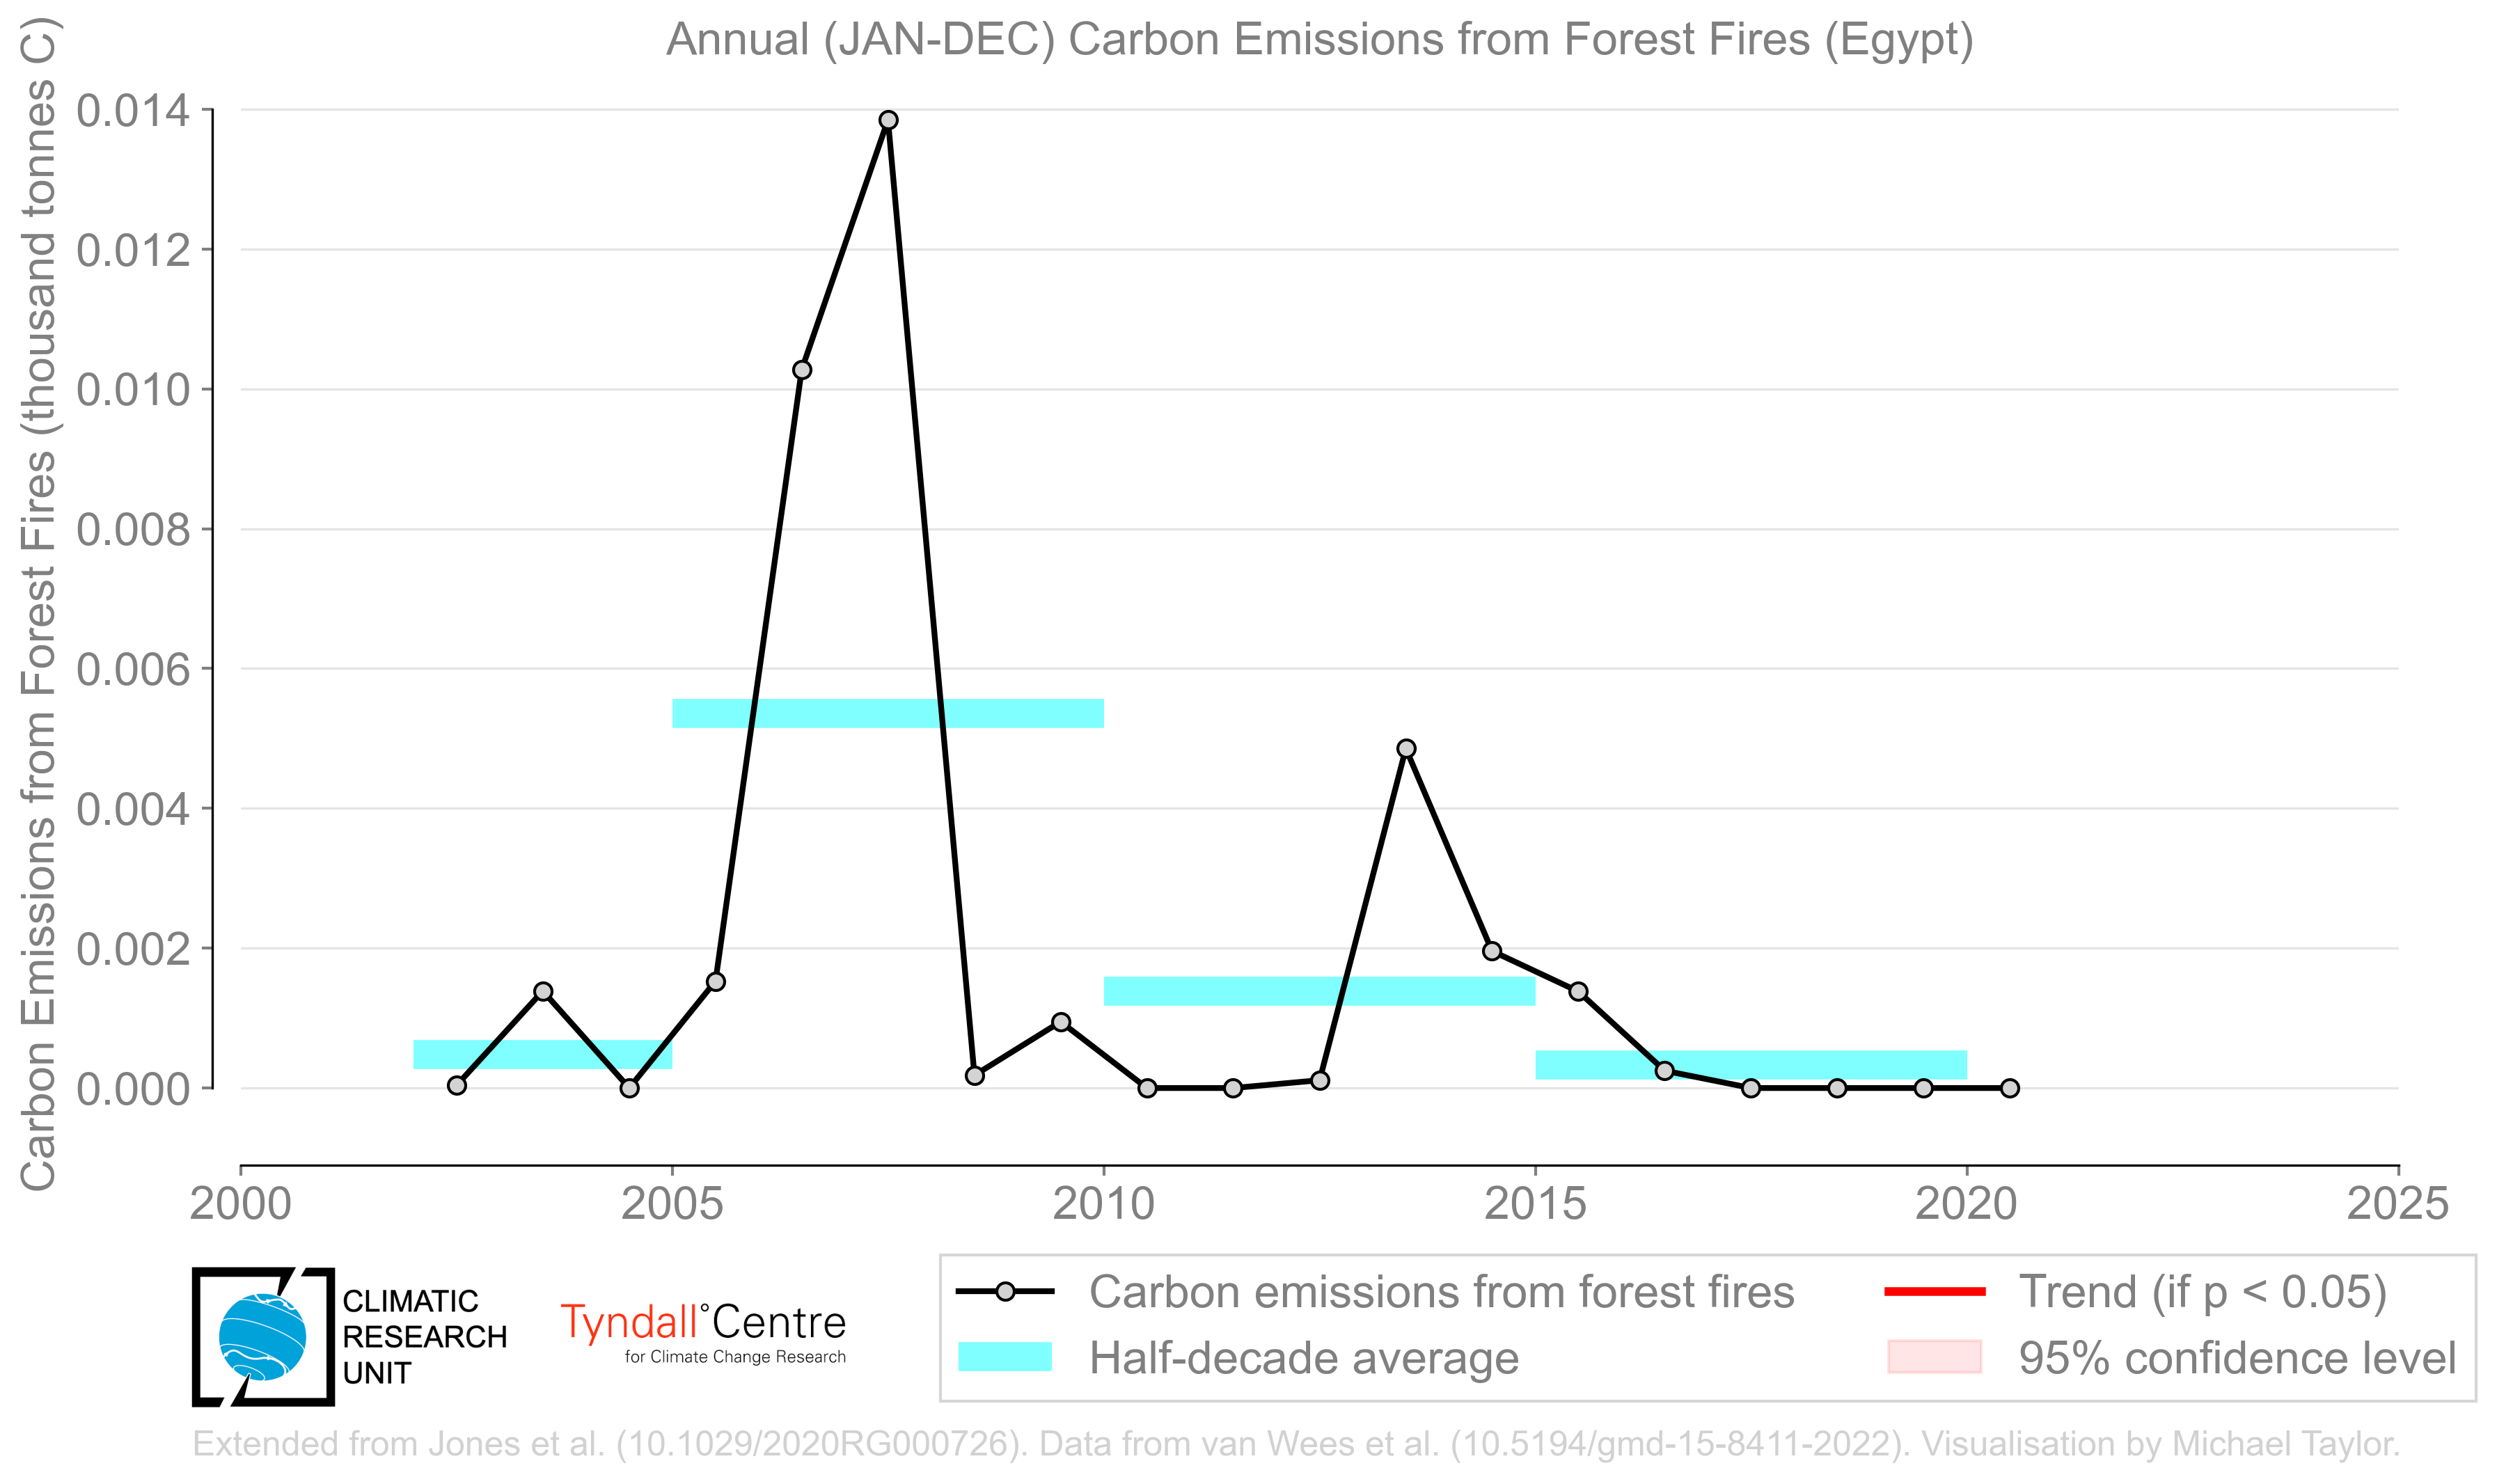 Annual (JAN-DEC) Carbon Emissions from Forest Fires (Egypt)
Carbon Emissions from Forest Fires (thousand tonnes C)
0.014
0.012
0.010
0.008
0.006
0.004
0.002
0.000
2000 2005 2010 2015 2020 2025
CLIMATIC
RESEARCH
UNIT
Tyndall°Centre
for Climate Change Research
Carbon emissions from forest fires
Half-decade average
Trend (if p < 0.05)
95% confidence level
Extended from Jones et al. (10.1029/2020RG000726). Data from van Wees et al. (10.5194/gmd-15-8411-2022). Visualisation by Michael Taylor.